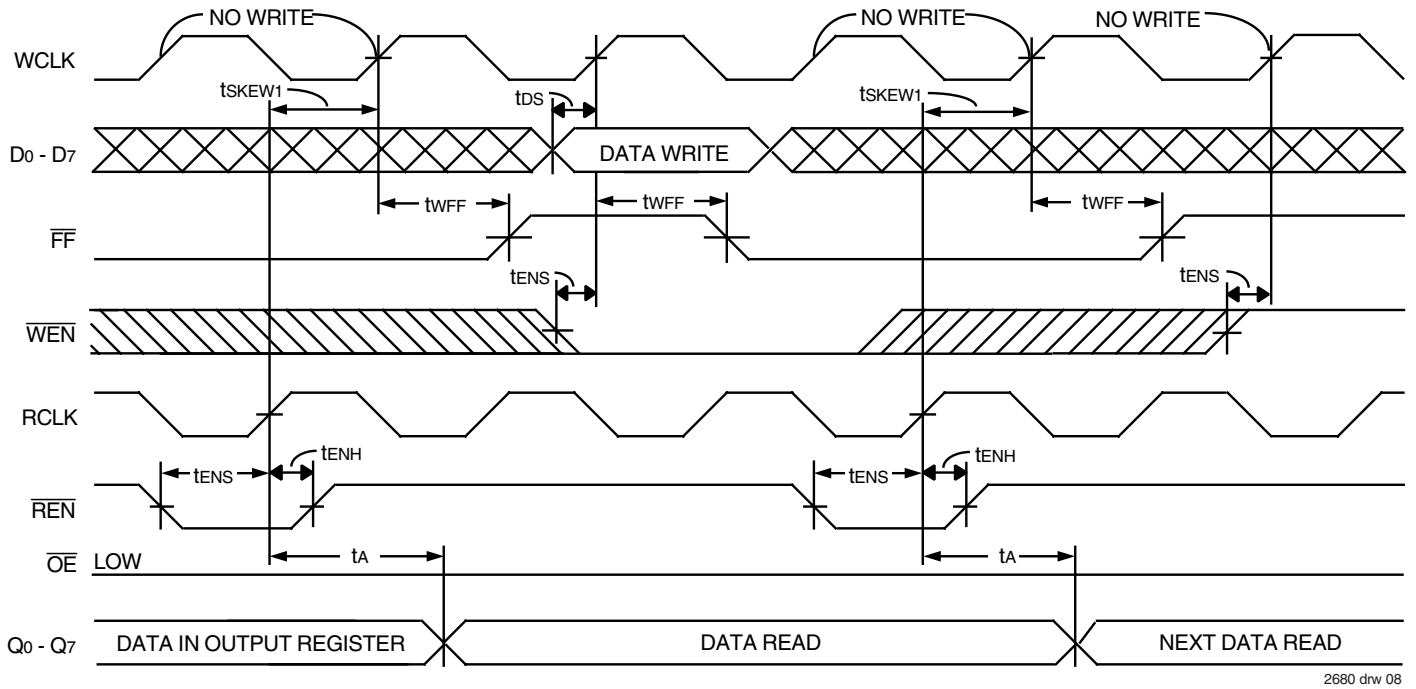 NO WRITE NO WRITE NO WRITE
WCLK
tSKEW1 tDS tSKEW1
D0 - D7 DATA WRITE
tWFF tWFF tWFF
FF
tENS tENS
WEN
RCLK
tENS tENH tENS tENH
REN
tA tA
OE LOW
Q0 - Q7 DATA IN OUTPUT REGISTER DATA READ NEXT DATA READ
2680 drw 08